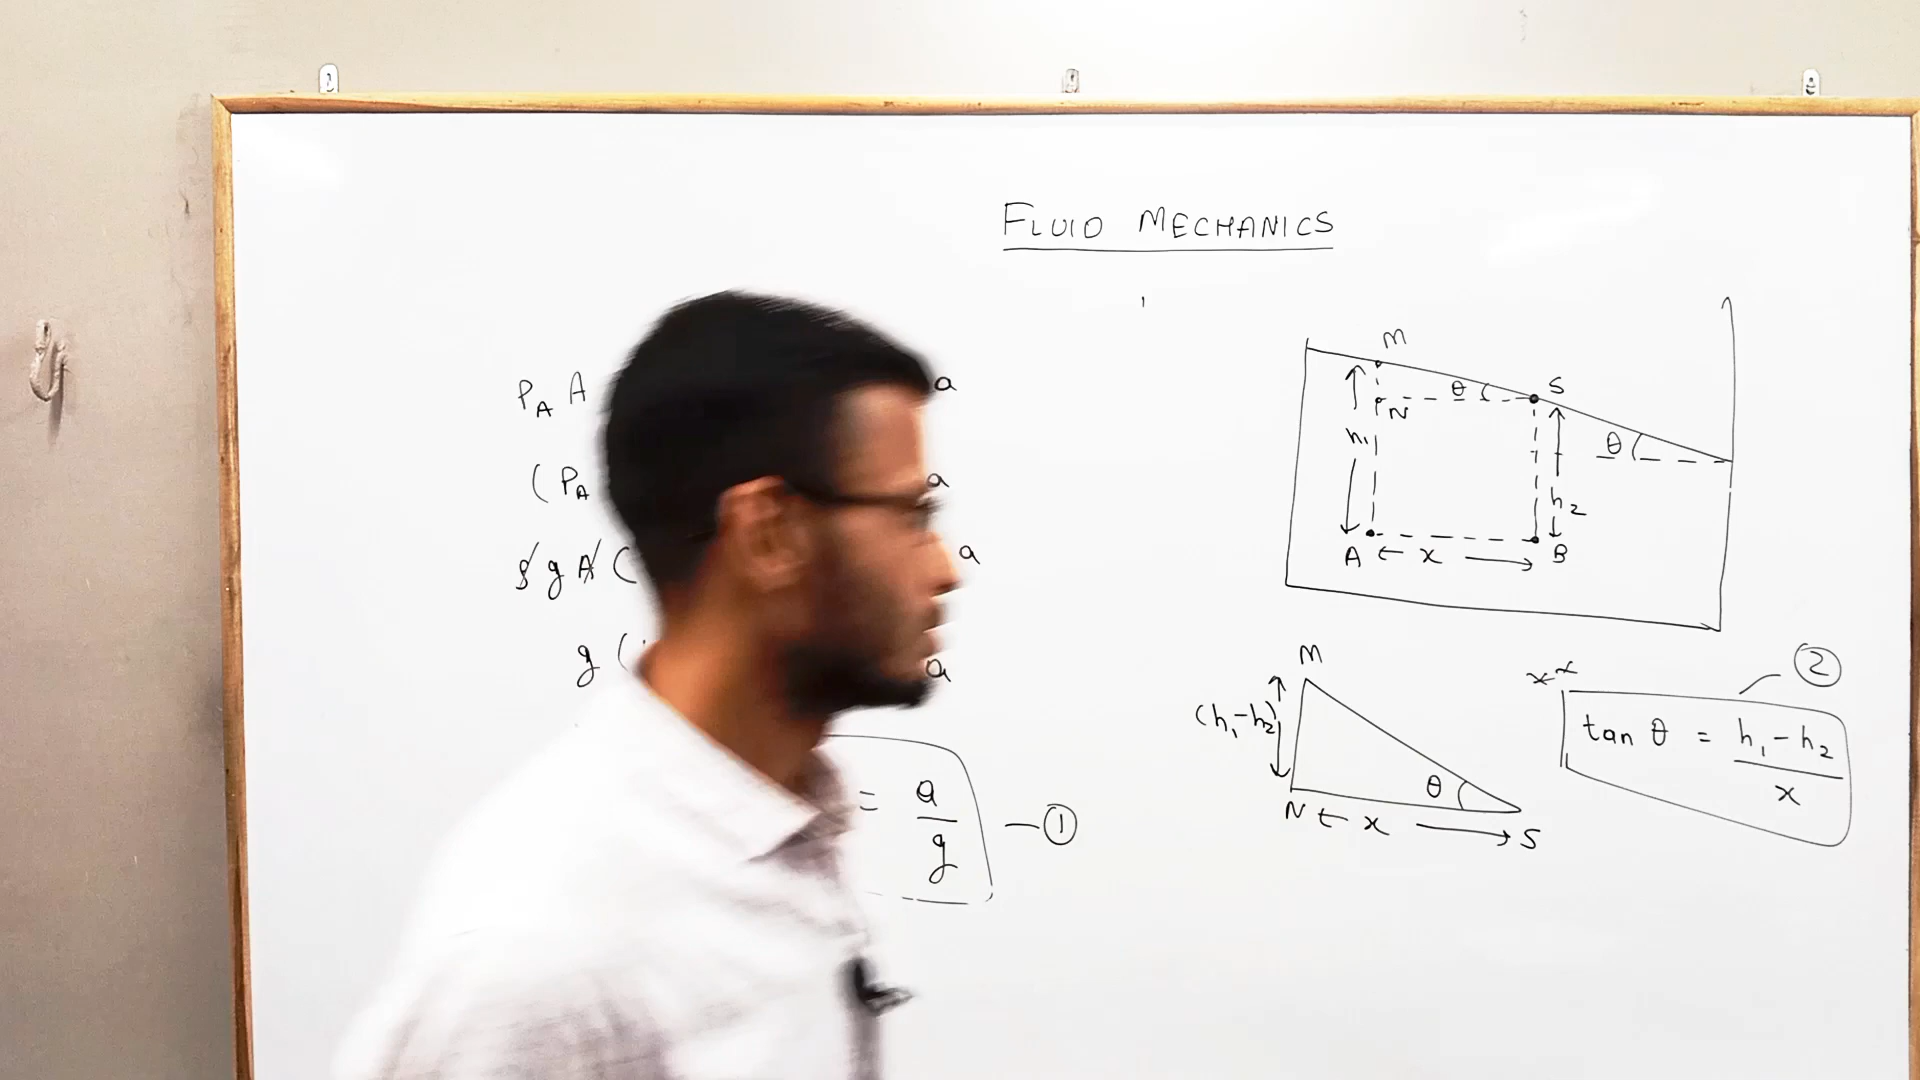 FLUID MECHANICS
P_A A a
(P_A a
ρ g A ( a
g ( a
= a/g — ①
M
θ S
N
h₁
θ
h₂
A ← x → B
M
(h₁-h₂)
θ
N ← x → S
②
tan θ = (h₁ - h₂)/x